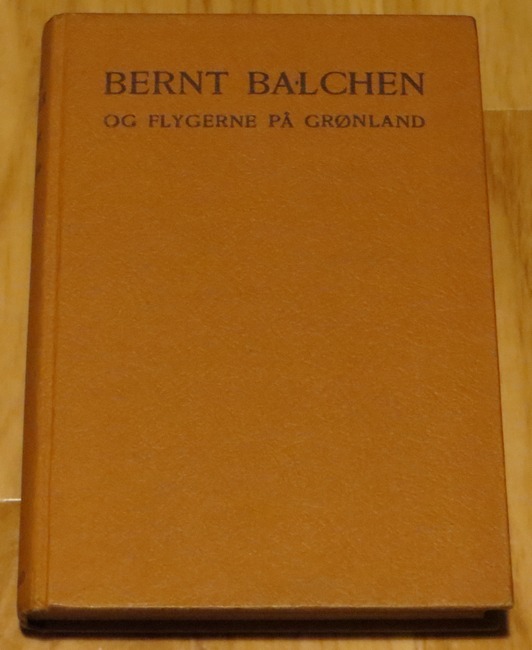 BERNT BALCHEN
OG FLYGERNE PÅ GRØNLAND